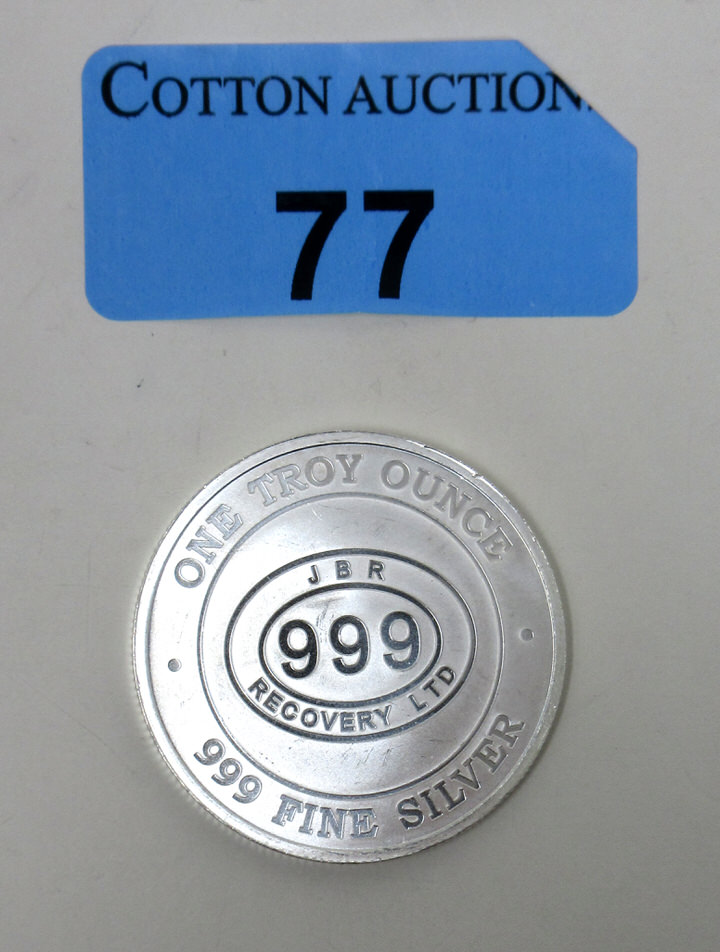 COTTON AUCTION
77
ONE TROY OUNCE
JBR
999
RECOVERY LTD
999 FINE SILVER